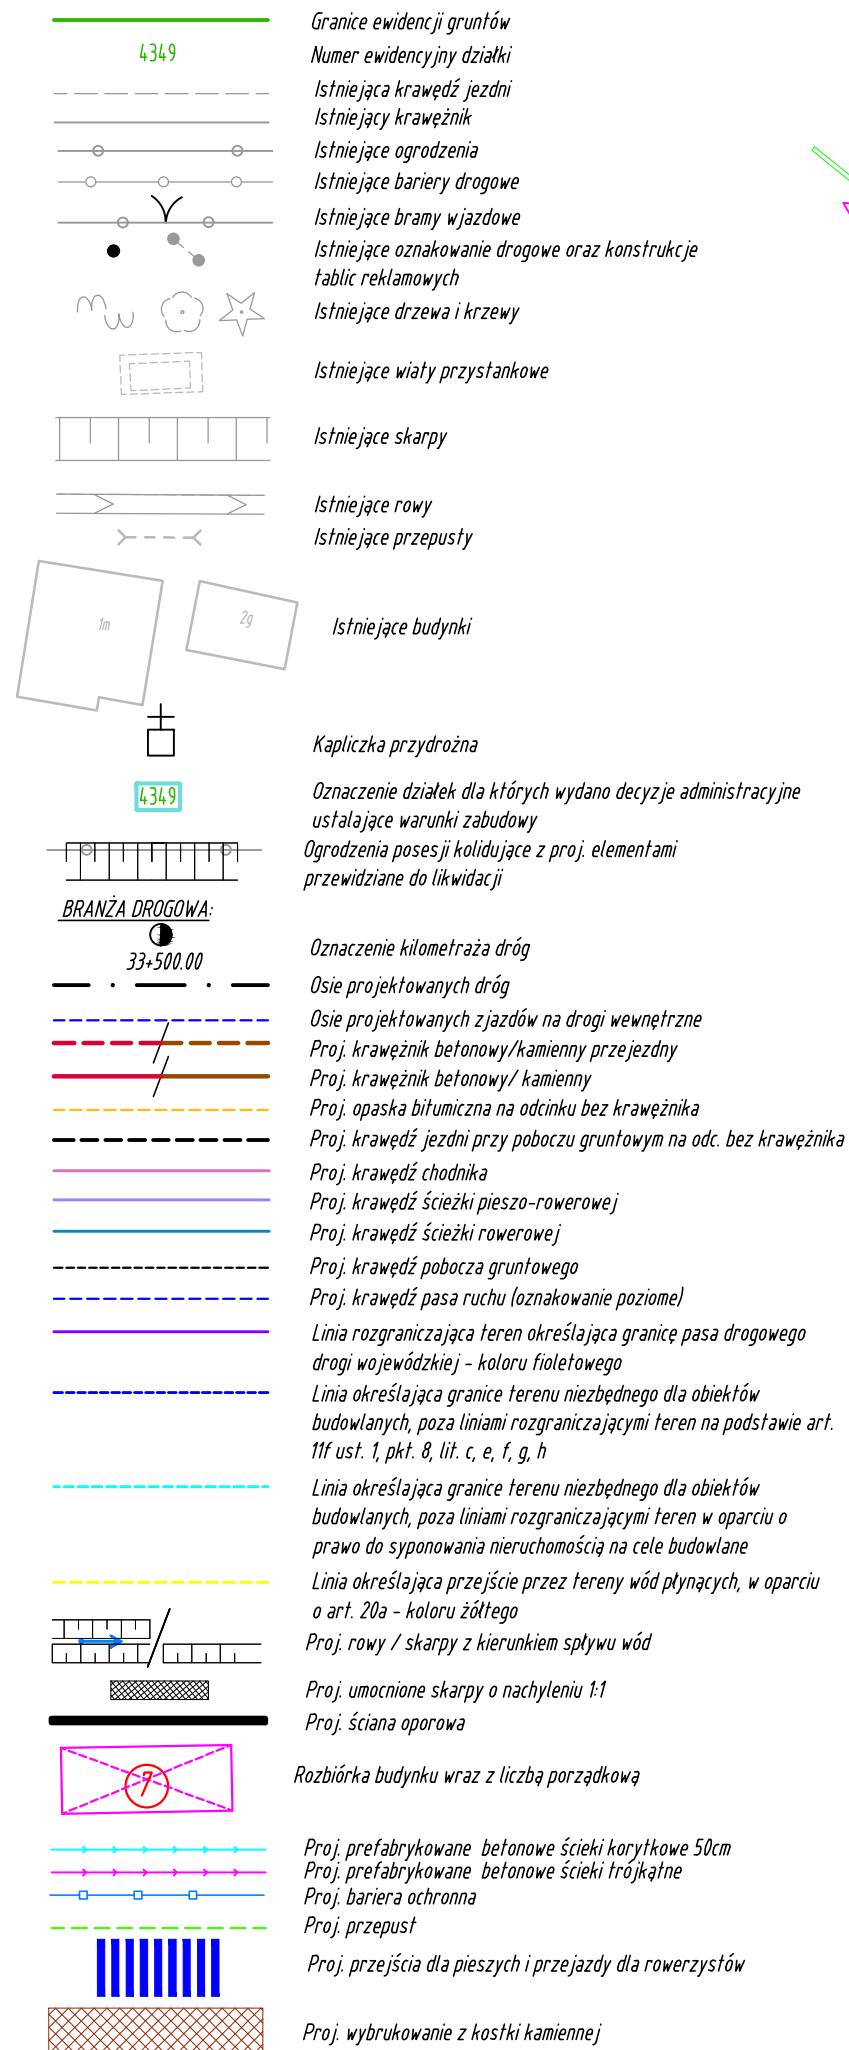 Granice ewidencji gruntów
4349
Numer ewidencyjny działki
Istniejąca krawędź jezdni
Istniejący krawężnik
Istniejące ogrodzenia
Istniejące bariery drogowe
Istniejące bramy wjazdowe
Istniejące oznakowanie drogowe oraz konstrukcje
tablic reklamowych
Istniejące drzewa i krzewy
Istniejące wiaty przystankowe
Istniejące skarpy
Istniejące rowy
Istniejące przepusty
1m
2g
Istniejące budynki
Kapliczka przydrożna
4349
Oznaczenie działek dla których wydano decyzje administracyjne
ustalające warunki zabudowy
Ogrodzenia posesji kolidujące z proj. elementami
przewidziane do likwidacji
BRANŻA DROGOWA:
33+500.00
Oznaczenie kilometraża dróg
Osie projektowanych dróg
Osie projektowanych zjazdów na drogi wewnętrzne
Proj. krawężnik betonowy/kamienny przejezdny
Proj. krawężnik betonowy/ kamienny
Proj. opaska bitumiczna na odcinku bez krawężnika
Proj. krawędź jezdni przy poboczu gruntowym na odc. bez krawężnika
Proj. krawędź chodnika
Proj. krawędź ścieżki pieszo-rowerowej
Proj. krawędź ścieżki rowerowej
Proj. krawędź pobocza gruntowego
Proj. krawędź pasa ruchu (oznakowanie poziome)
Linia rozgraniczająca teren określająca granicę pasa drogowego
drogi wojewódzkiej - koloru fioletowego
Linia określająca granice terenu niezbędnego dla obiektów
budowlanych, poza liniami rozgraniczającymi teren na podstawie art.
11f ust. 1, pkt. 8, lit. c, e, f, g, h
Linia określająca granice terenu niezbędnego dla obiektów
budowlanych, poza liniami rozgraniczającymi teren w oparciu o
prawo do syponowania nieruchomością na cele budowlane
Linia określająca przejście przez tereny wód płynących, w oparciu
o art. 20a - koloru żółtego
Proj. rowy / skarpy z kierunkiem spływu wód
Proj. umocnione skarpy o nachyleniu 1:1
Proj. ściana oporowa
7
Rozbiórka budynku wraz z liczbą porządkową
Proj. prefabrykowane betonowe ścieki korytkowe 50cm
Proj. prefabrykowane betonowe ścieki trójkątne
Proj. bariera ochronna
Proj. przepust
Proj. przejścia dla pieszych i przejazdy dla rowerzystów
Proj. wybrukowanie z kostki kamiennej